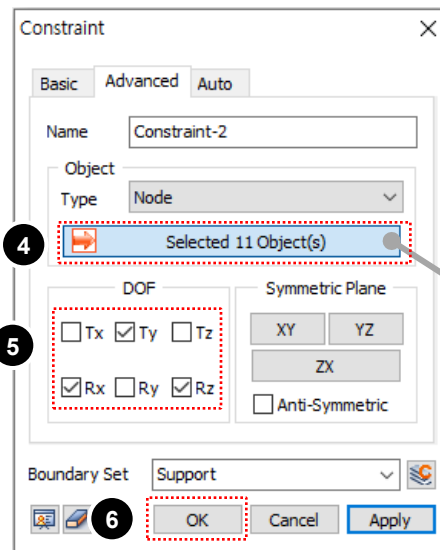 Constraint
Basic Advanced Auto
Name Constraint-2
Object
Type Node
4 Selected 11 Object(s)
DOF Symmetric Plane
5 Tx Ty Tz XY YZ
ZX
Rx Ry Rz
Anti-Symmetric
Boundary Set Support
6 OK Cancel Apply